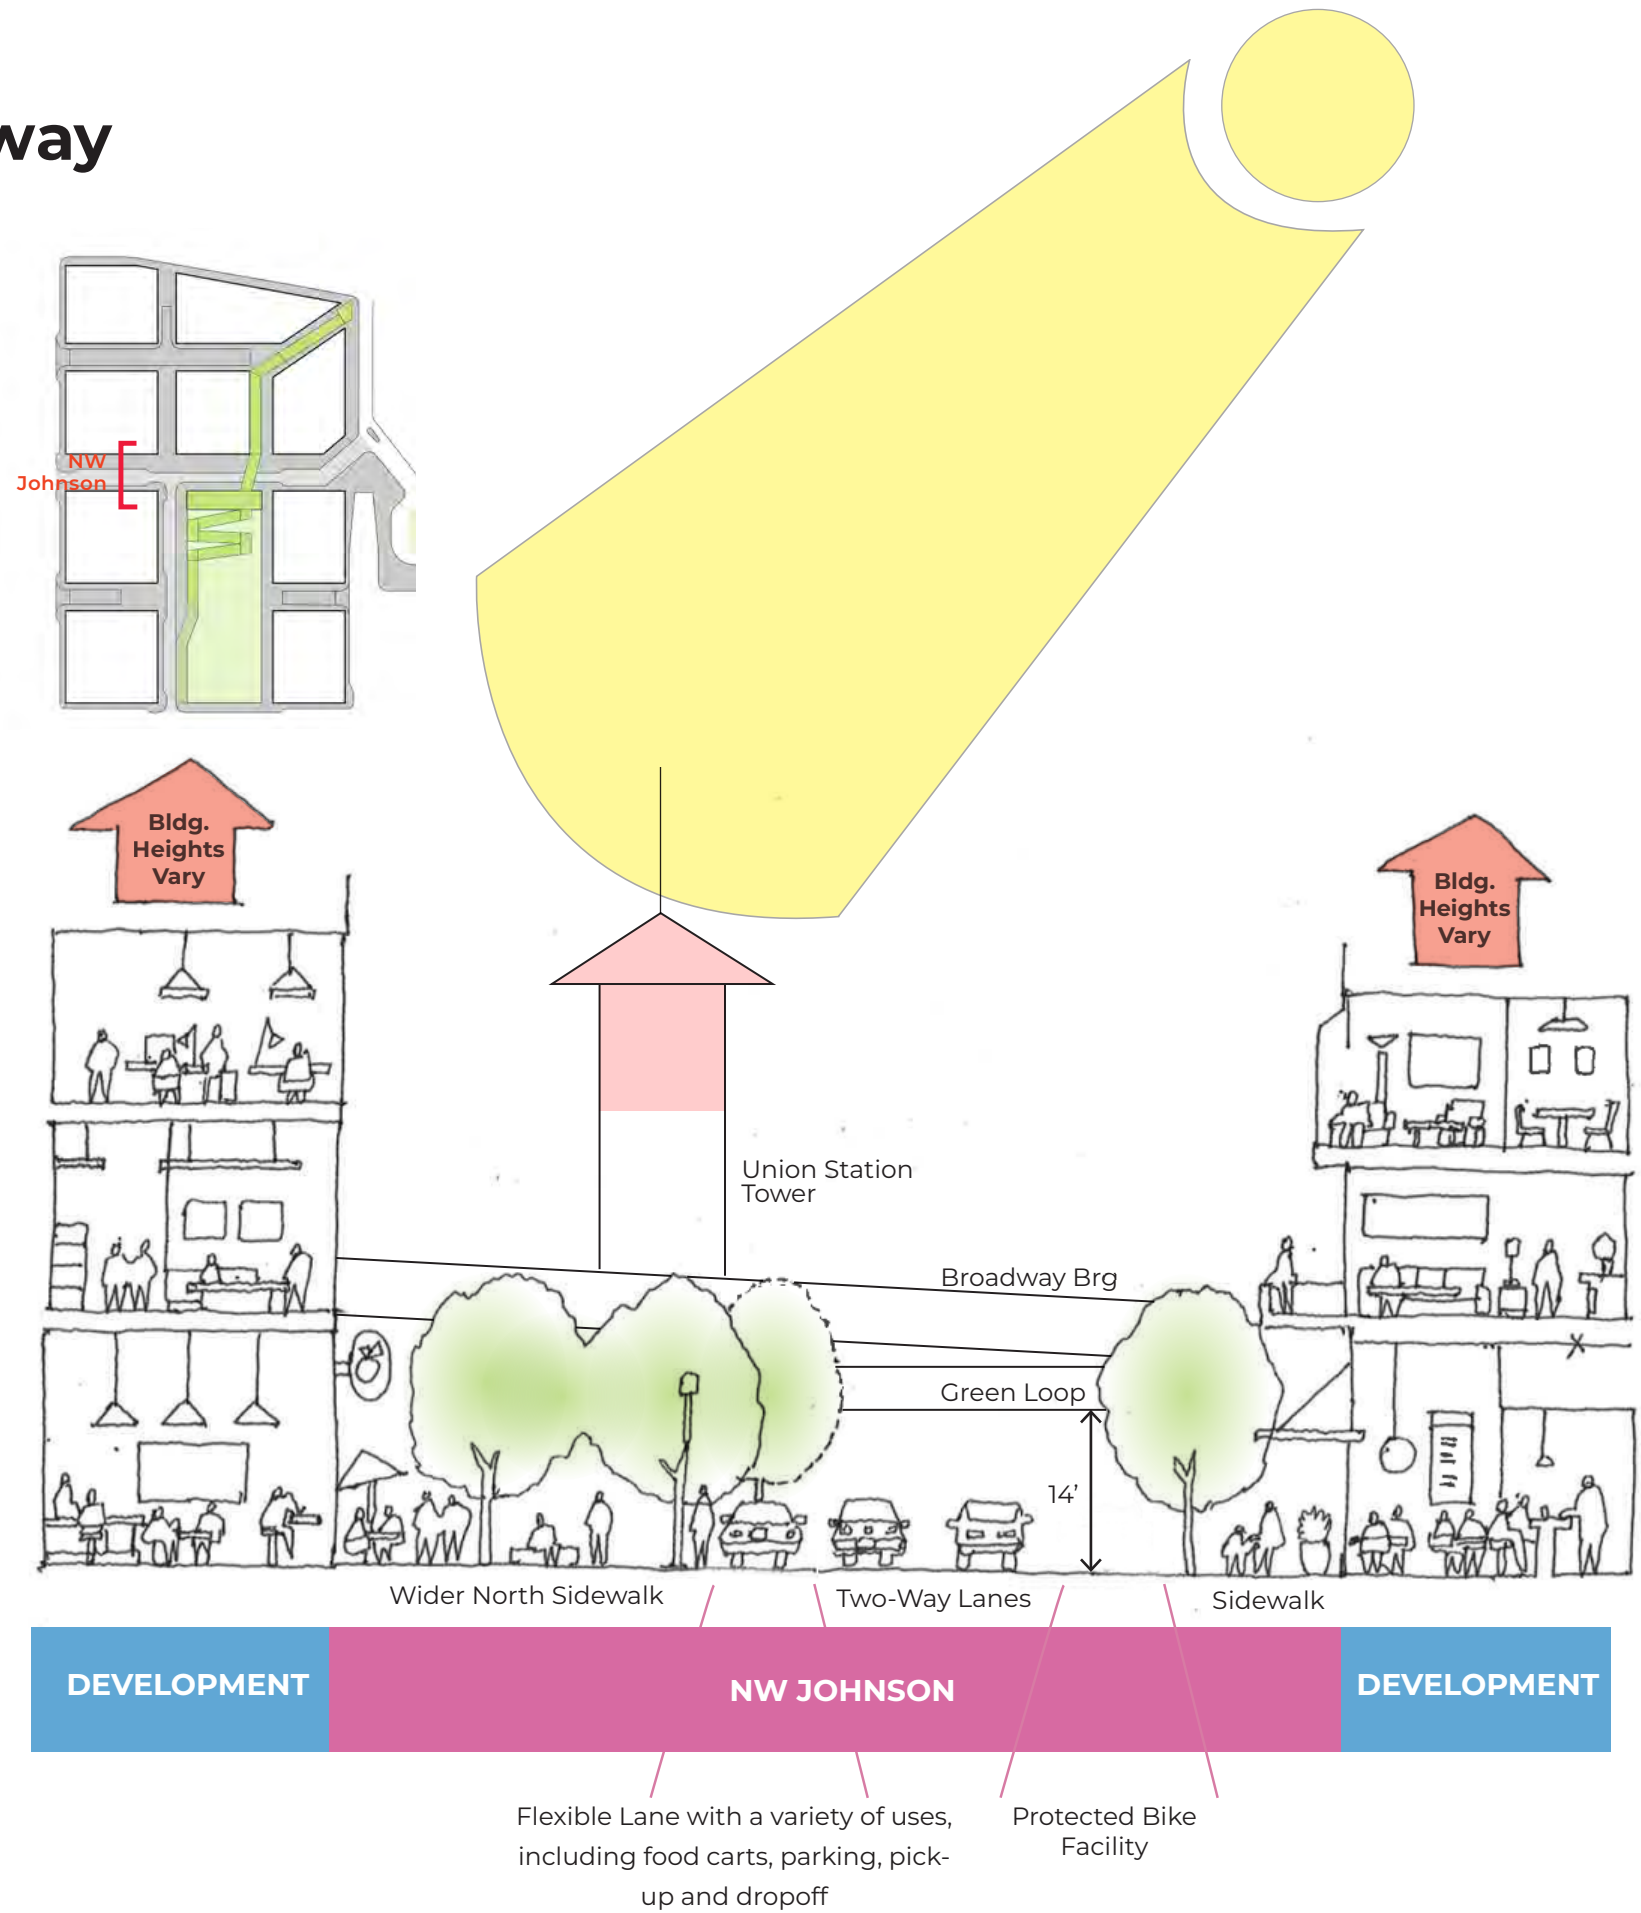 way
NW
Johnson
Bldg.
Heights
Vary
Bldg.
Heights
Vary
Union Station
Tower
Broadway Brg
Green Loop
14’
Wider North Sidewalk
Two-Way Lanes
Sidewalk
DEVELOPMENT
NW JOHNSON
DEVELOPMENT
Flexible Lane with a variety of uses,
including food carts, parking, pick-
up and dropoff
Protected Bike
Facility